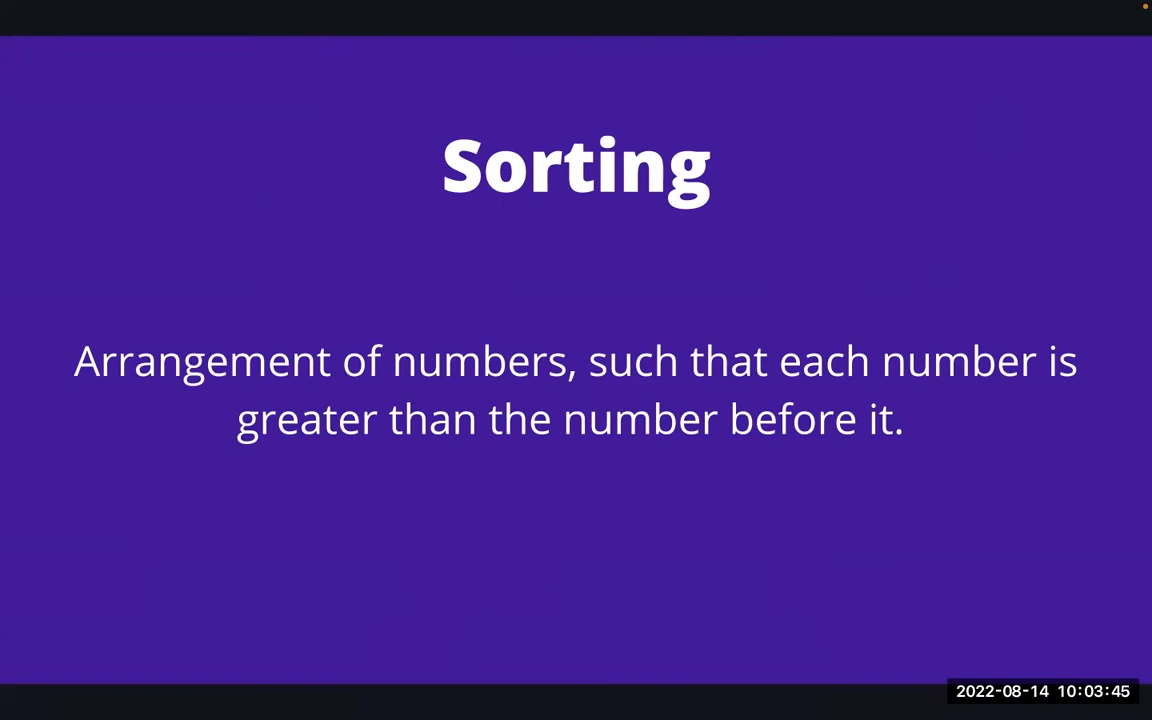 Sorting
Arrangement of numbers, such that each number is
greater than the number before it.
2022-08-14 10:03:45